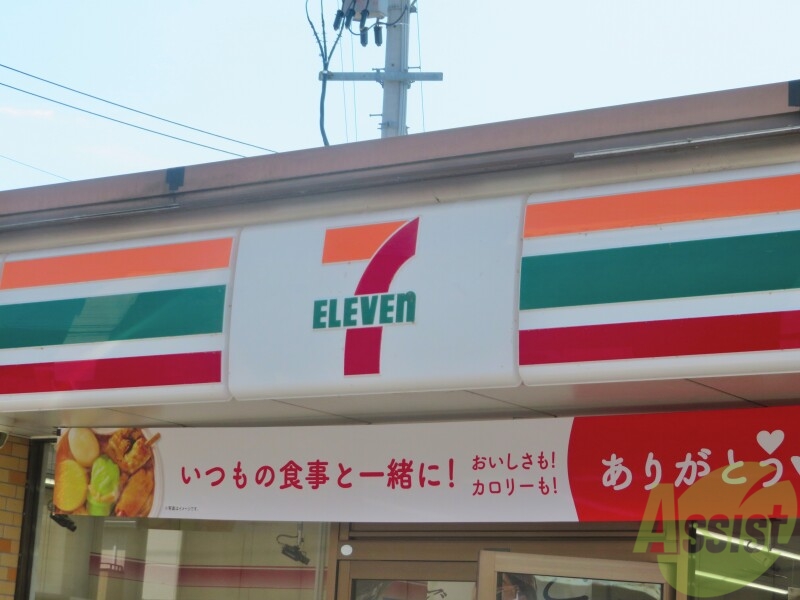 7
ELEVEn
いつもの食事と一緒に!
おいしさも!
カロリーも!
ありがとう
Assist